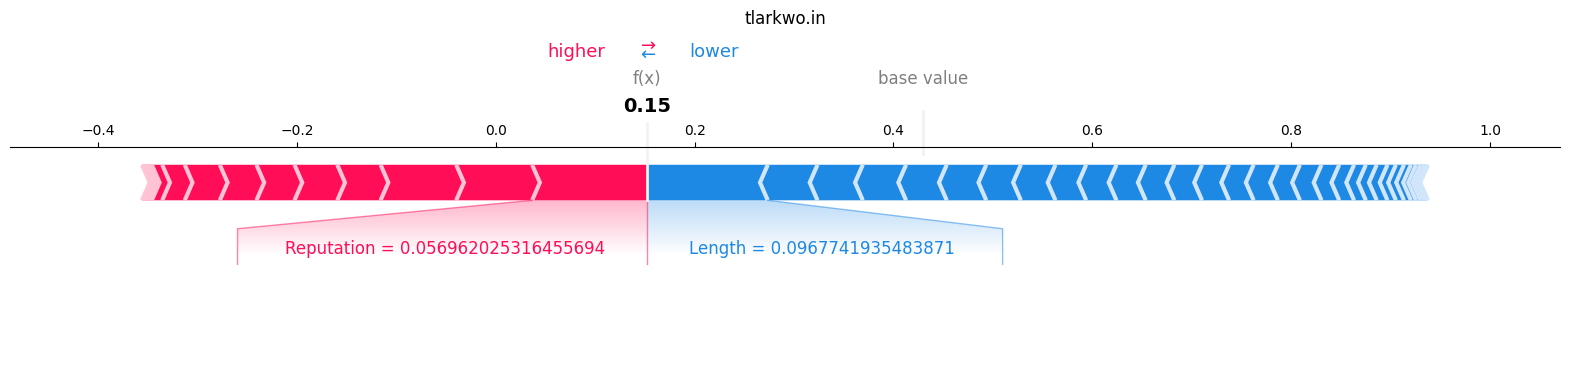 tlarkwo.in
higher ⇄ lower
f(x) base value
0.15
−0.4 −0.2 0.0 0.2 0.4 0.6 0.8 1.0
Reputation = 0.056962025316455694 Length = 0.0967741935483871